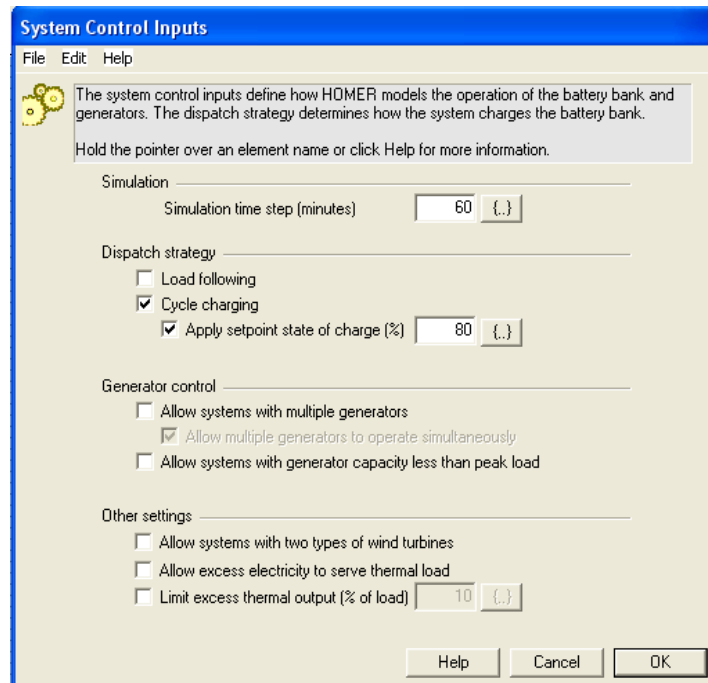 System Control Inputs
File Edit Help
The system control inputs define how HOMER models the operation of the battery bank and
generators. The dispatch strategy determines how the system charges the battery bank.
Hold the pointer over an element name or click Help for more information.
Simulation
Simulation time step (minutes) 60 {..}
Dispatch strategy
Load following
Cycle charging
Apply setpoint state of charge (%) 80 {..}
Generator control
Allow systems with multiple generators
Allow multiple generators to operate simultaneously
Allow systems with generator capacity less than peak load
Other settings
Allow systems with two types of wind turbines
Allow excess electricity to serve thermal load
Limit excess thermal output (% of load) 10 {..}
Help Cancel OK